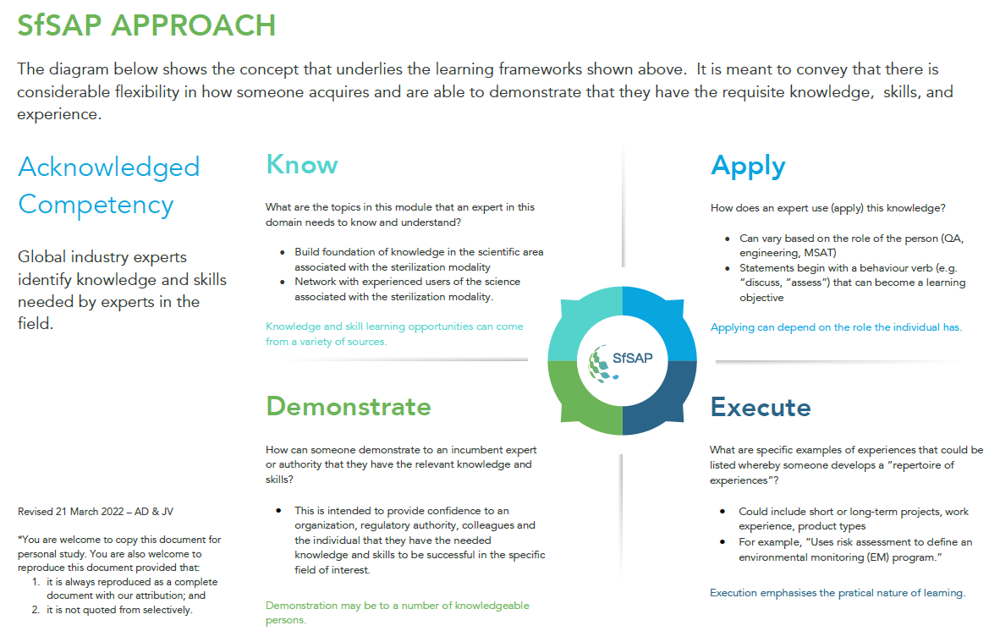 SfSAP APPROACH
The diagram below shows the concept that underlies the learning frameworks shown above.  It is meant to convey that there is
considerable flexibility in how someone acquires and are able to demonstrate that they have the requisite knowledge,  skills, and
experience.
Acknowledged
Competency
Global industry experts
identify knowledge and skills
needed by experts in the
field.
Know
What are the topics in this module that an expert in this
domain needs to know and understand?
• Build foundation of knowledge in the scientific area
associated with the sterilization modality
• Network with experienced users of the science
associated with the sterilization modality.
Knowledge and skill learning opportunities can come
from a variety of sources.
Apply
How does an expert use (apply) this knowledge?
• Can vary based on the role of the person (QA,
engineering, MSAT)
• Statements begin with a behaviour verb (e.g.
“discuss, “assess”) that can become a learning
objective
Applying can depend on the role the individual has.
SfSAP
Demonstrate
How can someone demonstrate to an incumbent expert
or authority that they have the relevant knowledge and
skills?
• This is intended to provide confidence to an
organization, regulatory authority, colleagues and
the individual that they have the needed
knowledge and skills to be successful in the specific
field of interest.
Demonstration may be to a number of knowledgeable
persons.
Execute
What are specific examples of experiences that could be
listed whereby someone develops a “repertoire of
experiences”?
• Could include short or long-term projects, work
experience, product types
• For example, “Uses risk assessment to define an
environmental monitoring (EM) program.”
Execution emphasises the pratical nature of learning.
Revised 21 March 2022 – AD & JV
*You are welcome to copy this document for
personal study. You are also welcome to
reproduce this document provided that:
1. it is always reproduced as a complete
document with our attribution; and
2. it is not quoted from selectively.